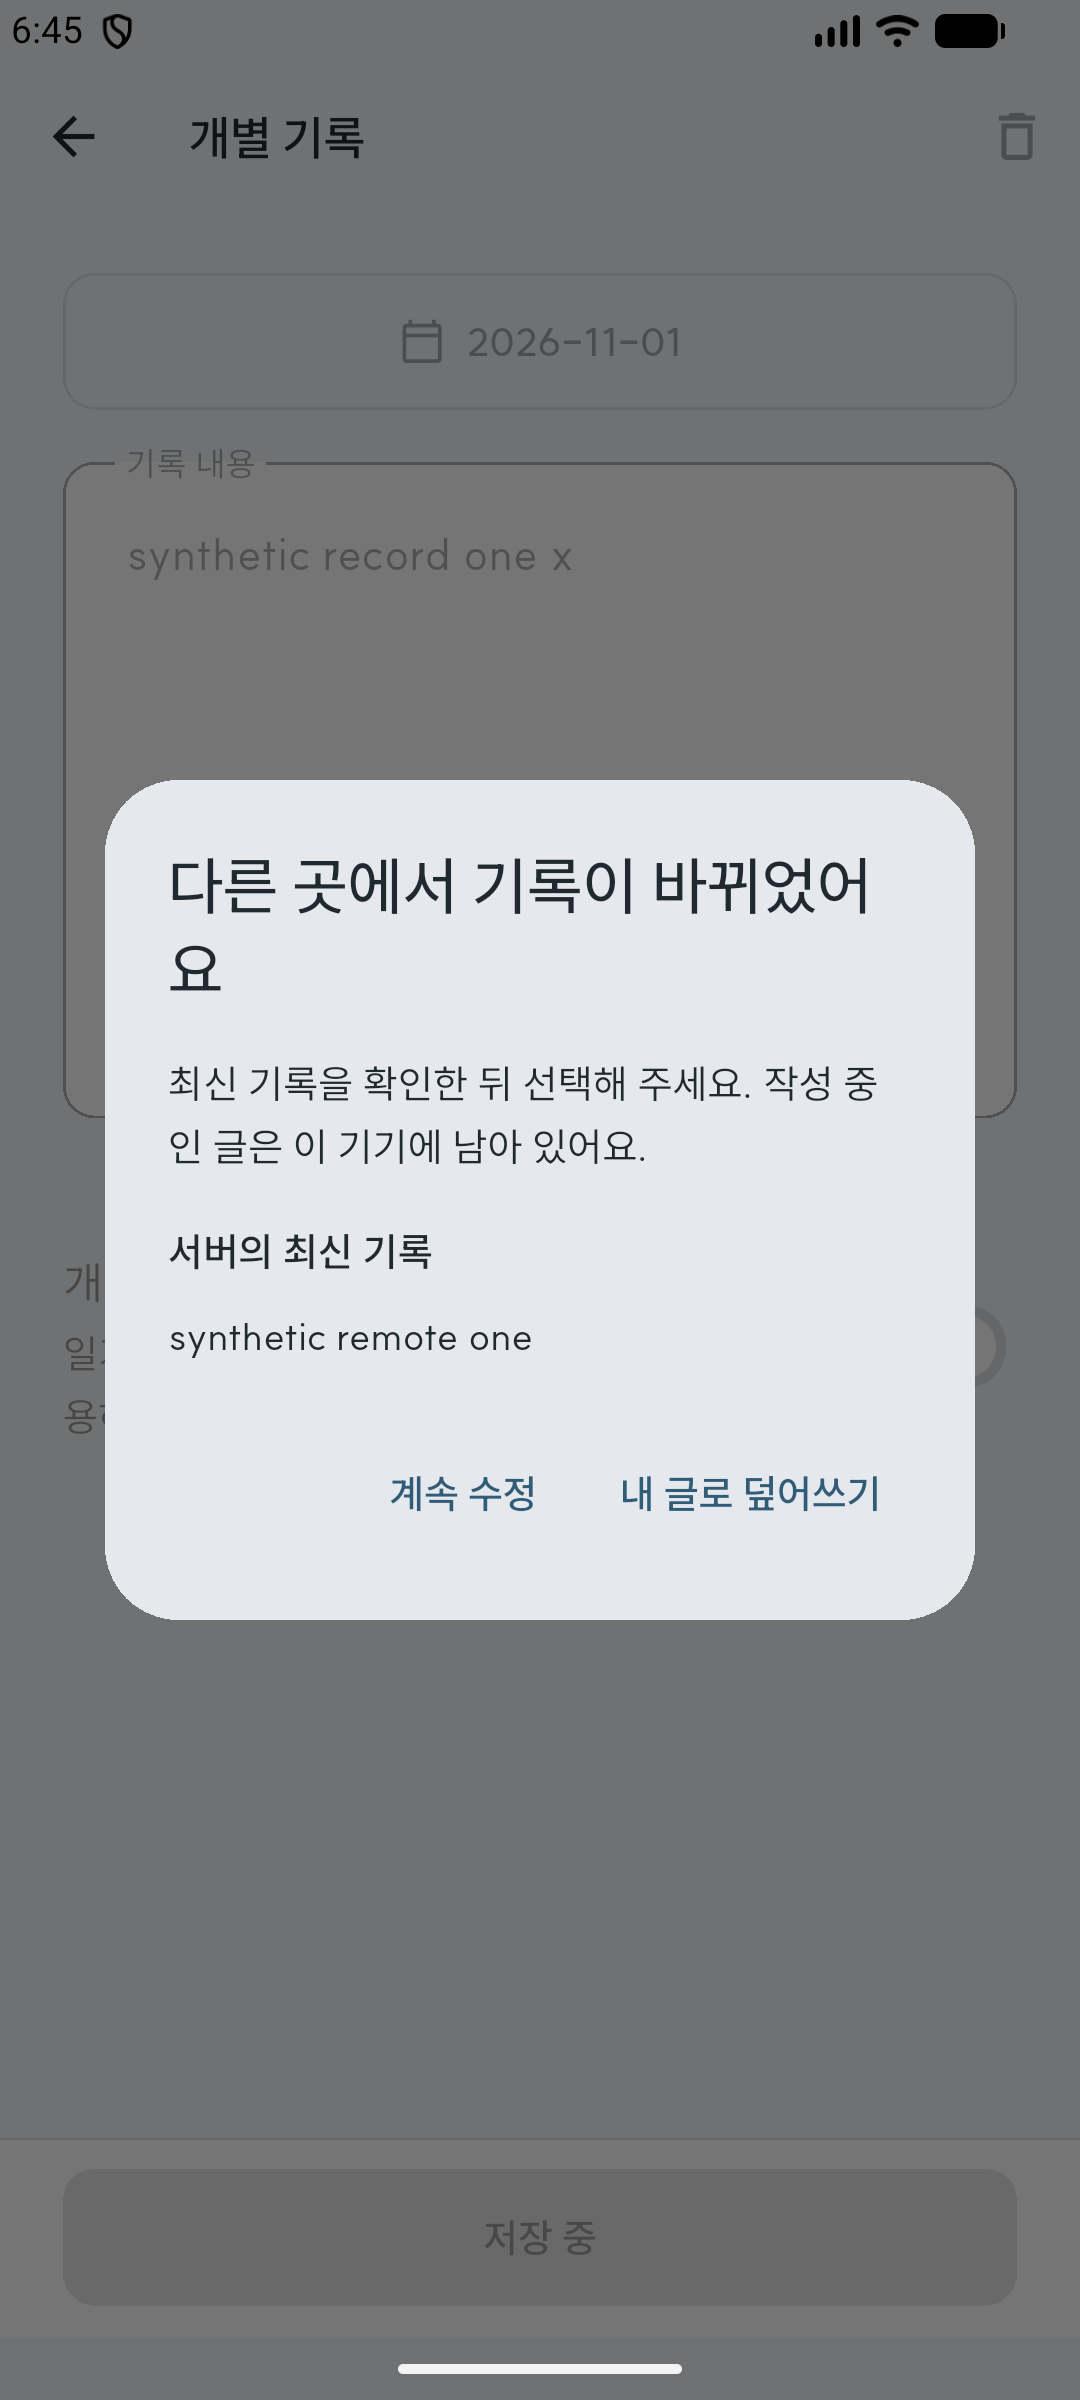 6:45
개별 기록
2026-11-01
기록 내용
synthetic record one x
다른 곳에서 기록이 바뀌었어
요
최신 기록을 확인한 뒤 선택해 주세요. 작성 중
인 글은 이 기기에 남아 있어요.
서버의 최신 기록
synthetic remote one
개
일
용
계속 수정
내 글로 덮어쓰기
저장 중